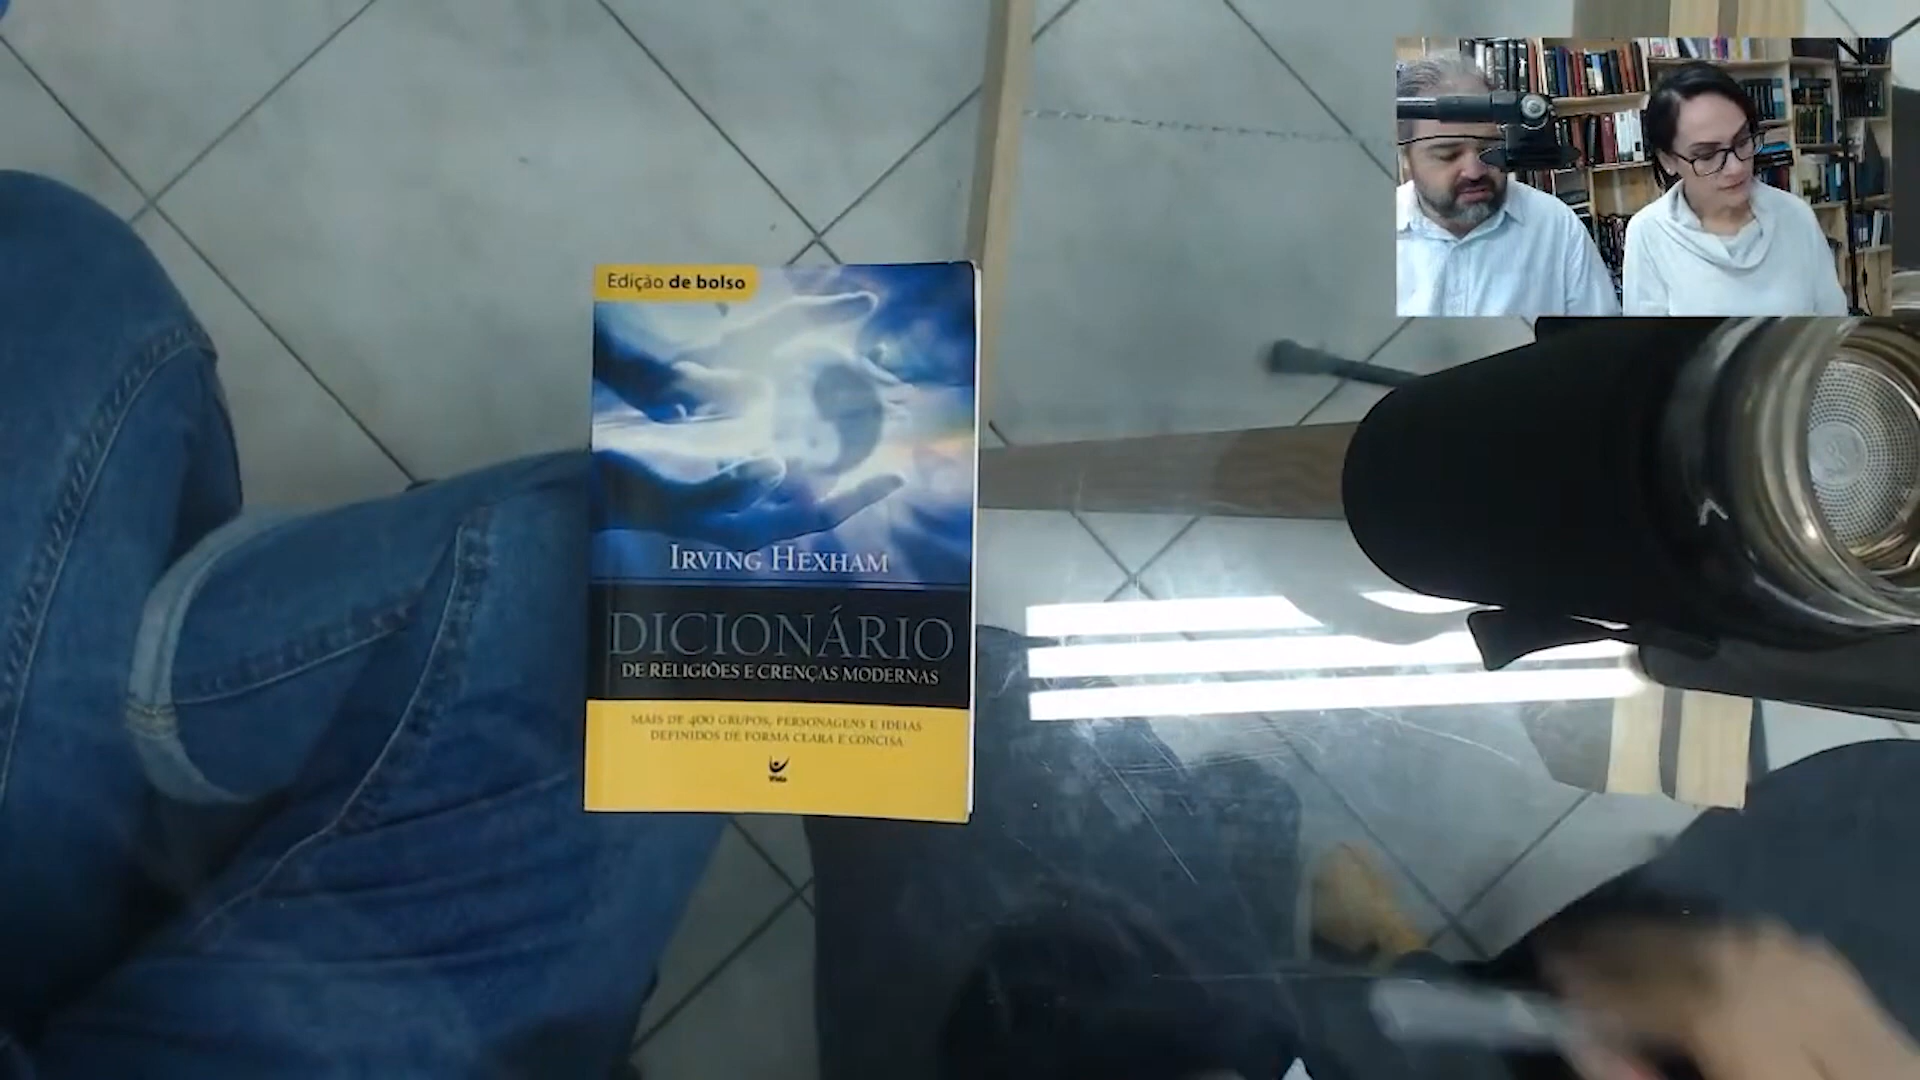 Edição de bolso
IRVING HEXHAM
DICIONÁRIO
DE RELIGIÕES E CRENÇAS MODERNAS
MAIS DE 400 GRUPOS, PERSONAGENS E IDEIAS
DEFINIDOS DE FORMA CLARA E CONCISA
Vida